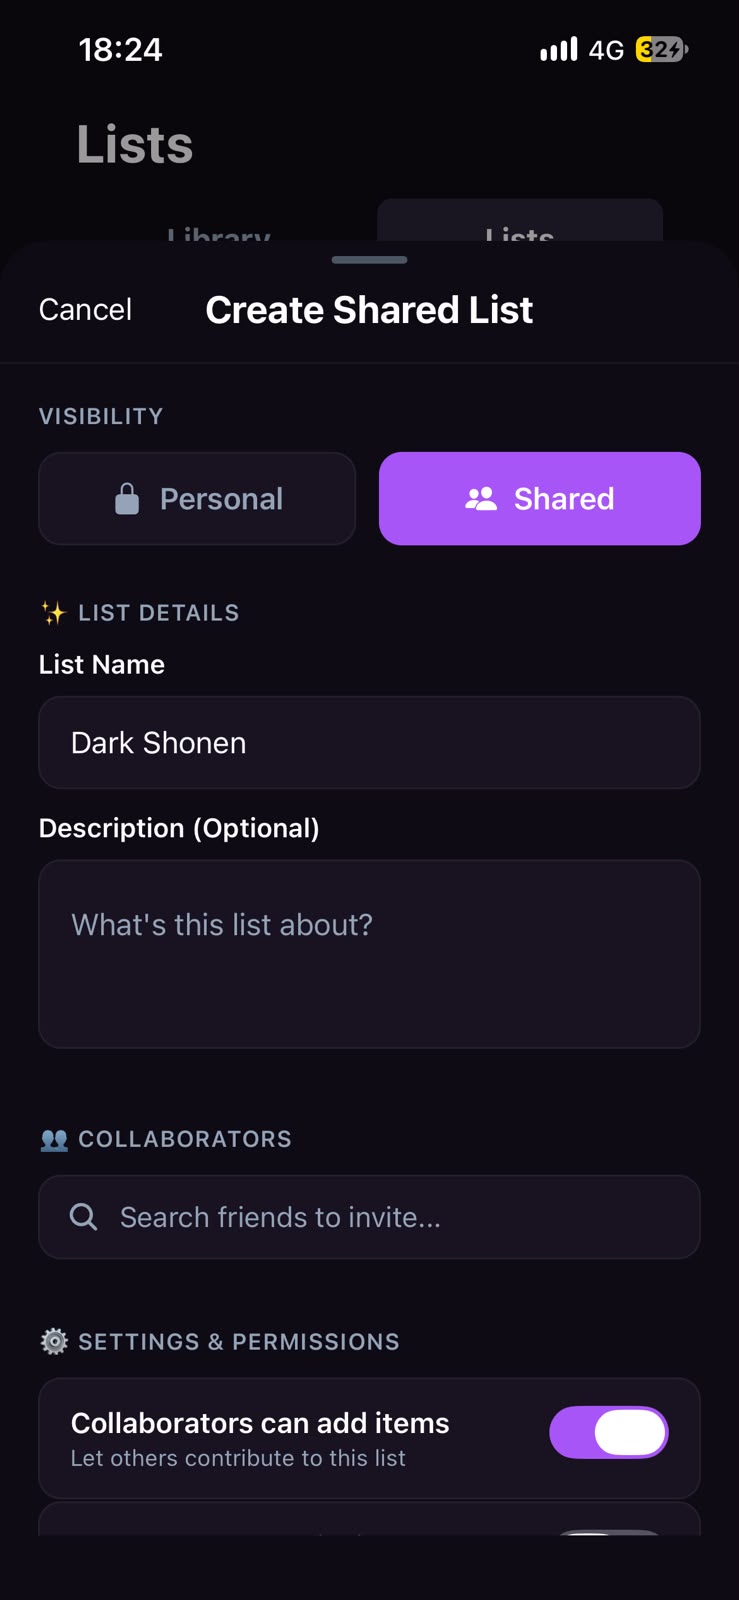 18:24
4G
32
Lists
Library
Lists
Cancel
Create Shared List
VISIBILITY
Personal
Shared
LIST DETAILS
List Name
Dark Shonen
Description (Optional)
What's this list about?
COLLABORATORS
Search friends to invite...
SETTINGS & PERMISSIONS
Collaborators can add items
Let others contribute to this list